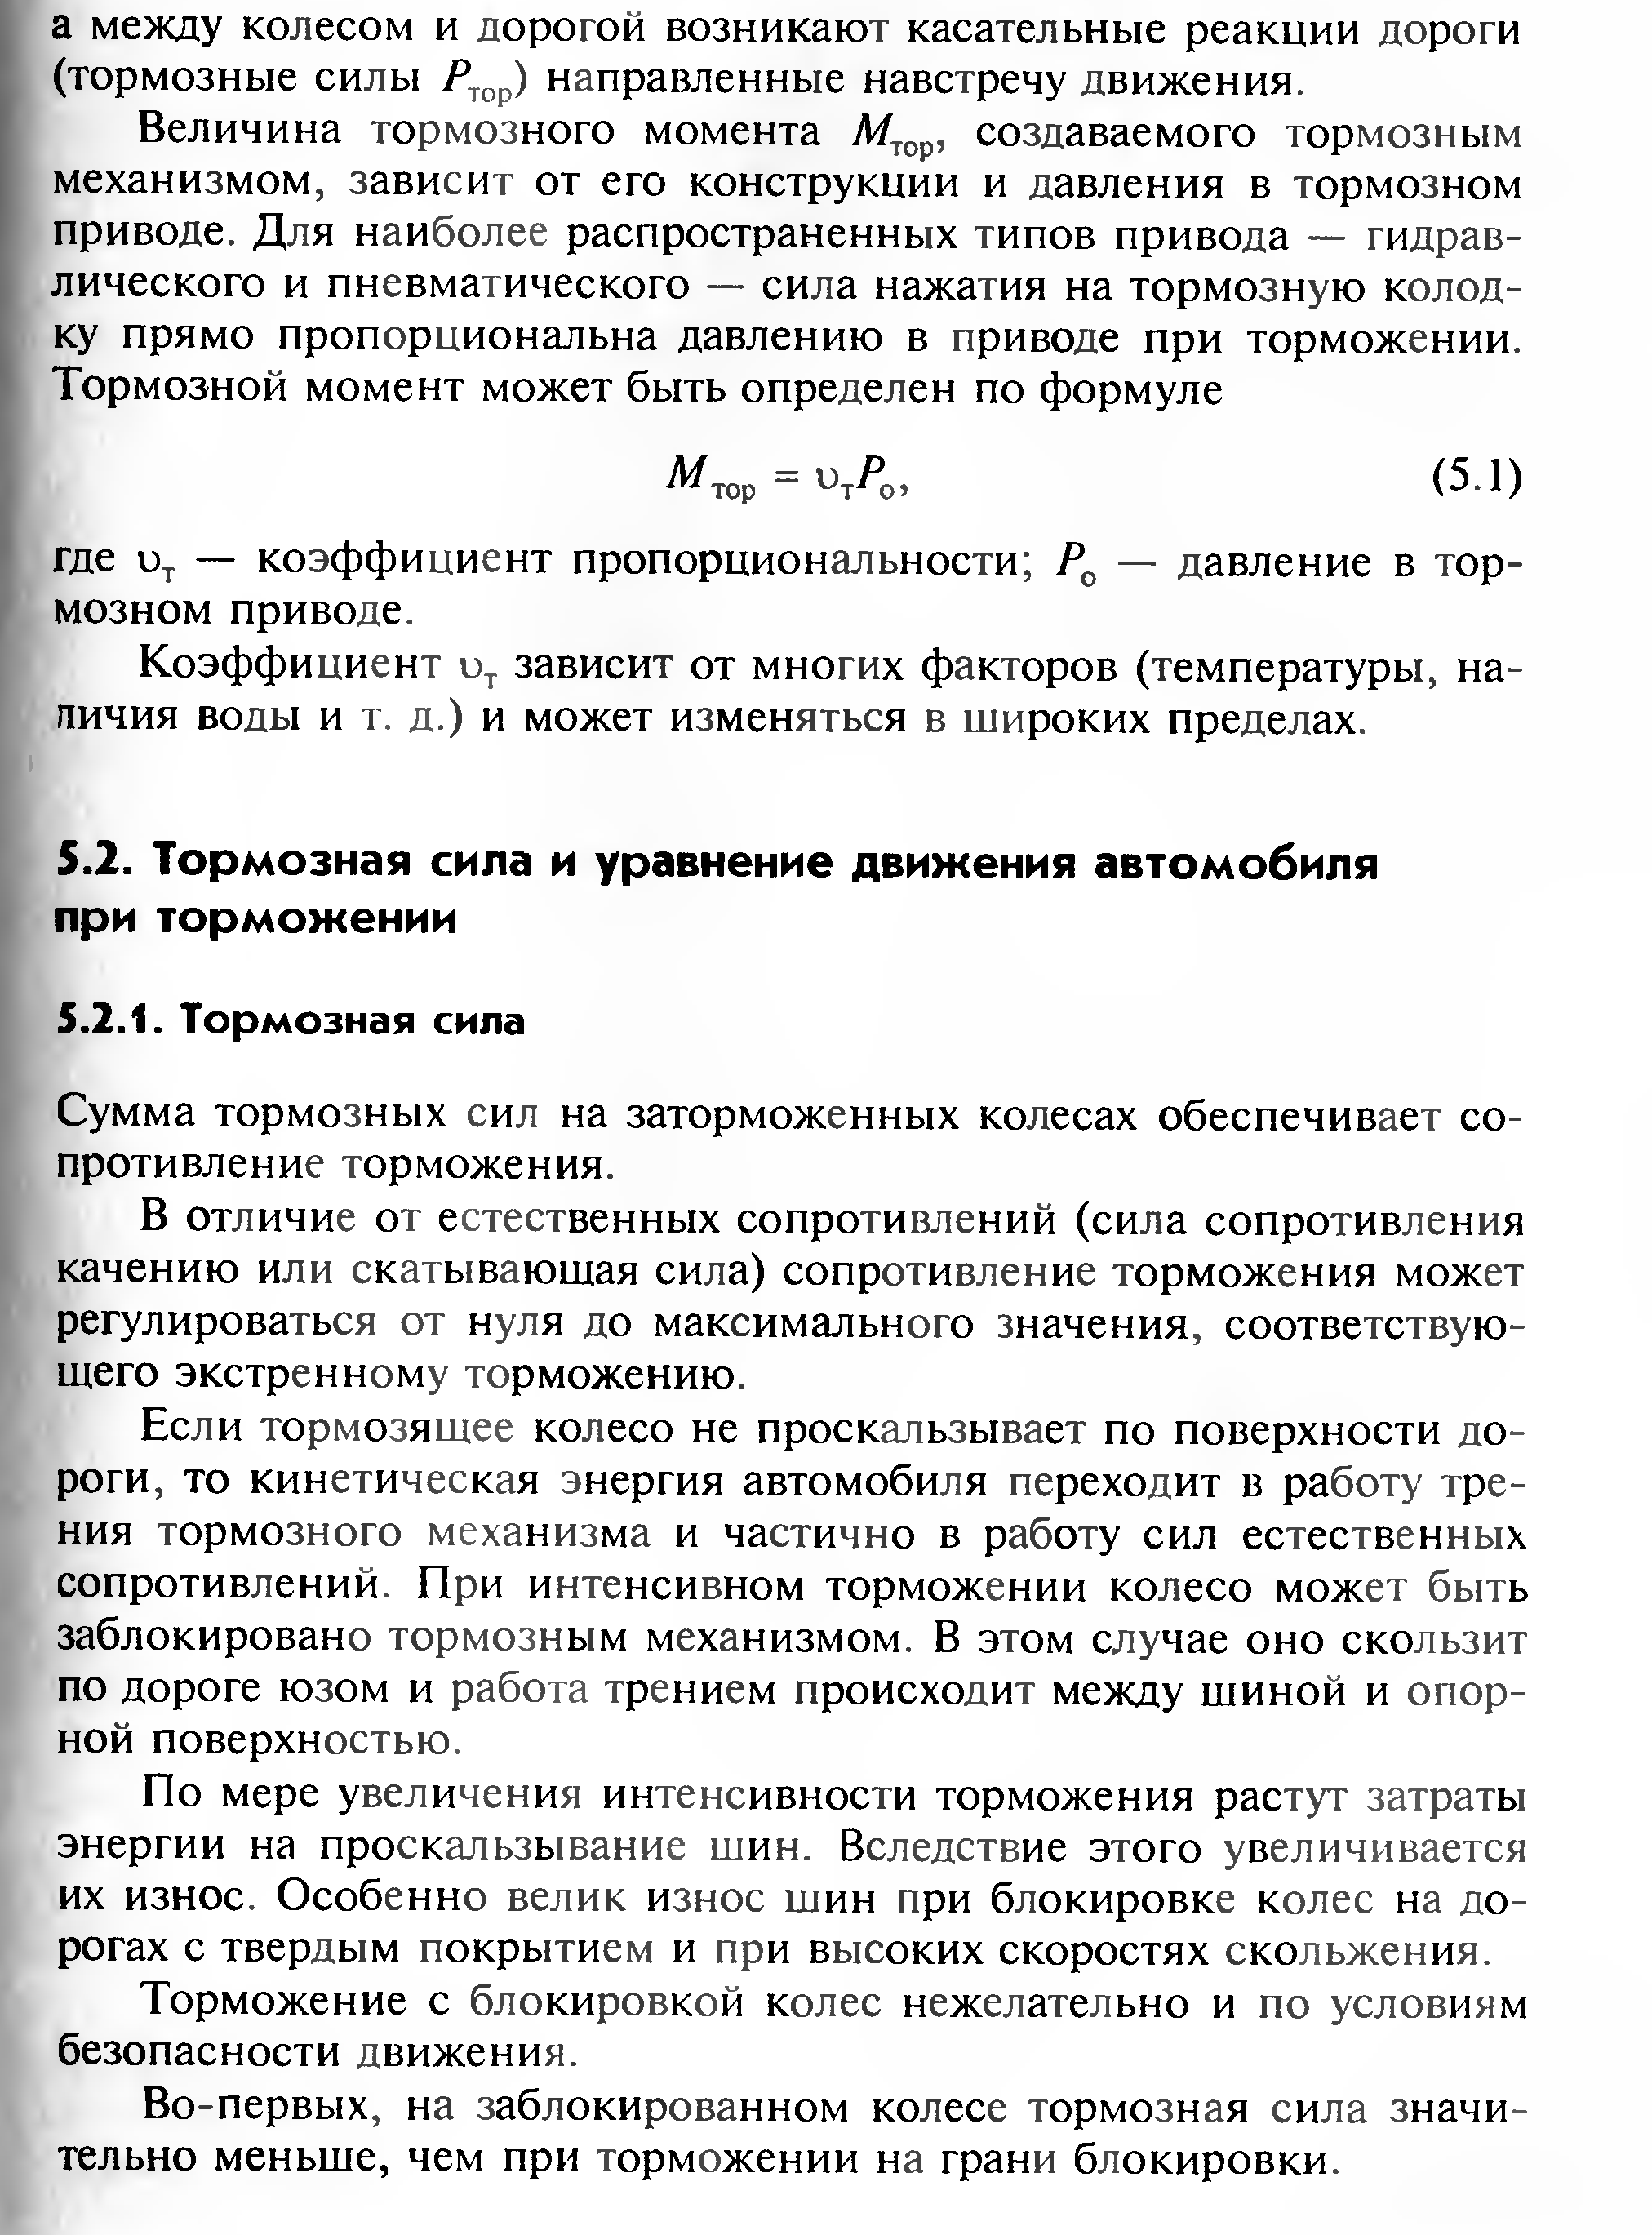 а между колесом и дорогой возникают касательные реакции дороги
(тормозные силы Pтор) направленные навстречу движения.
Величина тормозного момента Mтор, создаваемого тормозным
механизмом, зависит от его конструкции и давления в тормозном
приводе. Для наиболее распространенных типов привода — гидрав-
лического и пневматического — сила нажатия на тормозную колод-
ку прямо пропорциональна давлению в приводе при торможении.
Тормозной момент может быть определен по формуле
Mтор = υтPо, (5.1)
где υт — коэффициент пропорциональности; Pо — давление в тор-
мозном приводе.
Коэффициент υт зависит от многих факторов (температуры, на-
личия воды и т. д.) и может изменяться в широких пределах.
5.2. Тормозная сила и уравнение движения автомобиля
при торможении
5.2.1. Тормозная сила
Сумма тормозных сил на заторможенных колесах обеспечивает со-
противление торможения.
В отличие от естественных сопротивлений (сила сопротивления
качению или скатывающая сила) сопротивление торможения может
регулироваться от нуля до максимального значения, соответствую-
щего экстренному торможению.
Если тормозящее колесо не проскальзывает по поверхности до-
роги, то кинетическая энергия автомобиля переходит в работу тре-
ния тормозного механизма и частично в работу сил естественных
сопротивлений. При интенсивном торможении колесо может быть
заблокировано тормозным механизмом. В этом случае оно скользит
по дороге юзом и работа трением происходит между шиной и опор-
ной поверхностью.
По мере увеличения интенсивности торможения растут затраты
энергии на проскальзывание шин. Вследствие этого увеличивается
их износ. Особенно велик износ шин при блокировке колес на до-
рогах с твердым покрытием и при высоких скоростях скольжения.
Торможение с блокировкой колес нежелательно и по условиям
безопасности движения.
Во-первых, на заблокированном колесе тормозная сила значи-
тельно меньше, чем при торможении на грани блокировки.